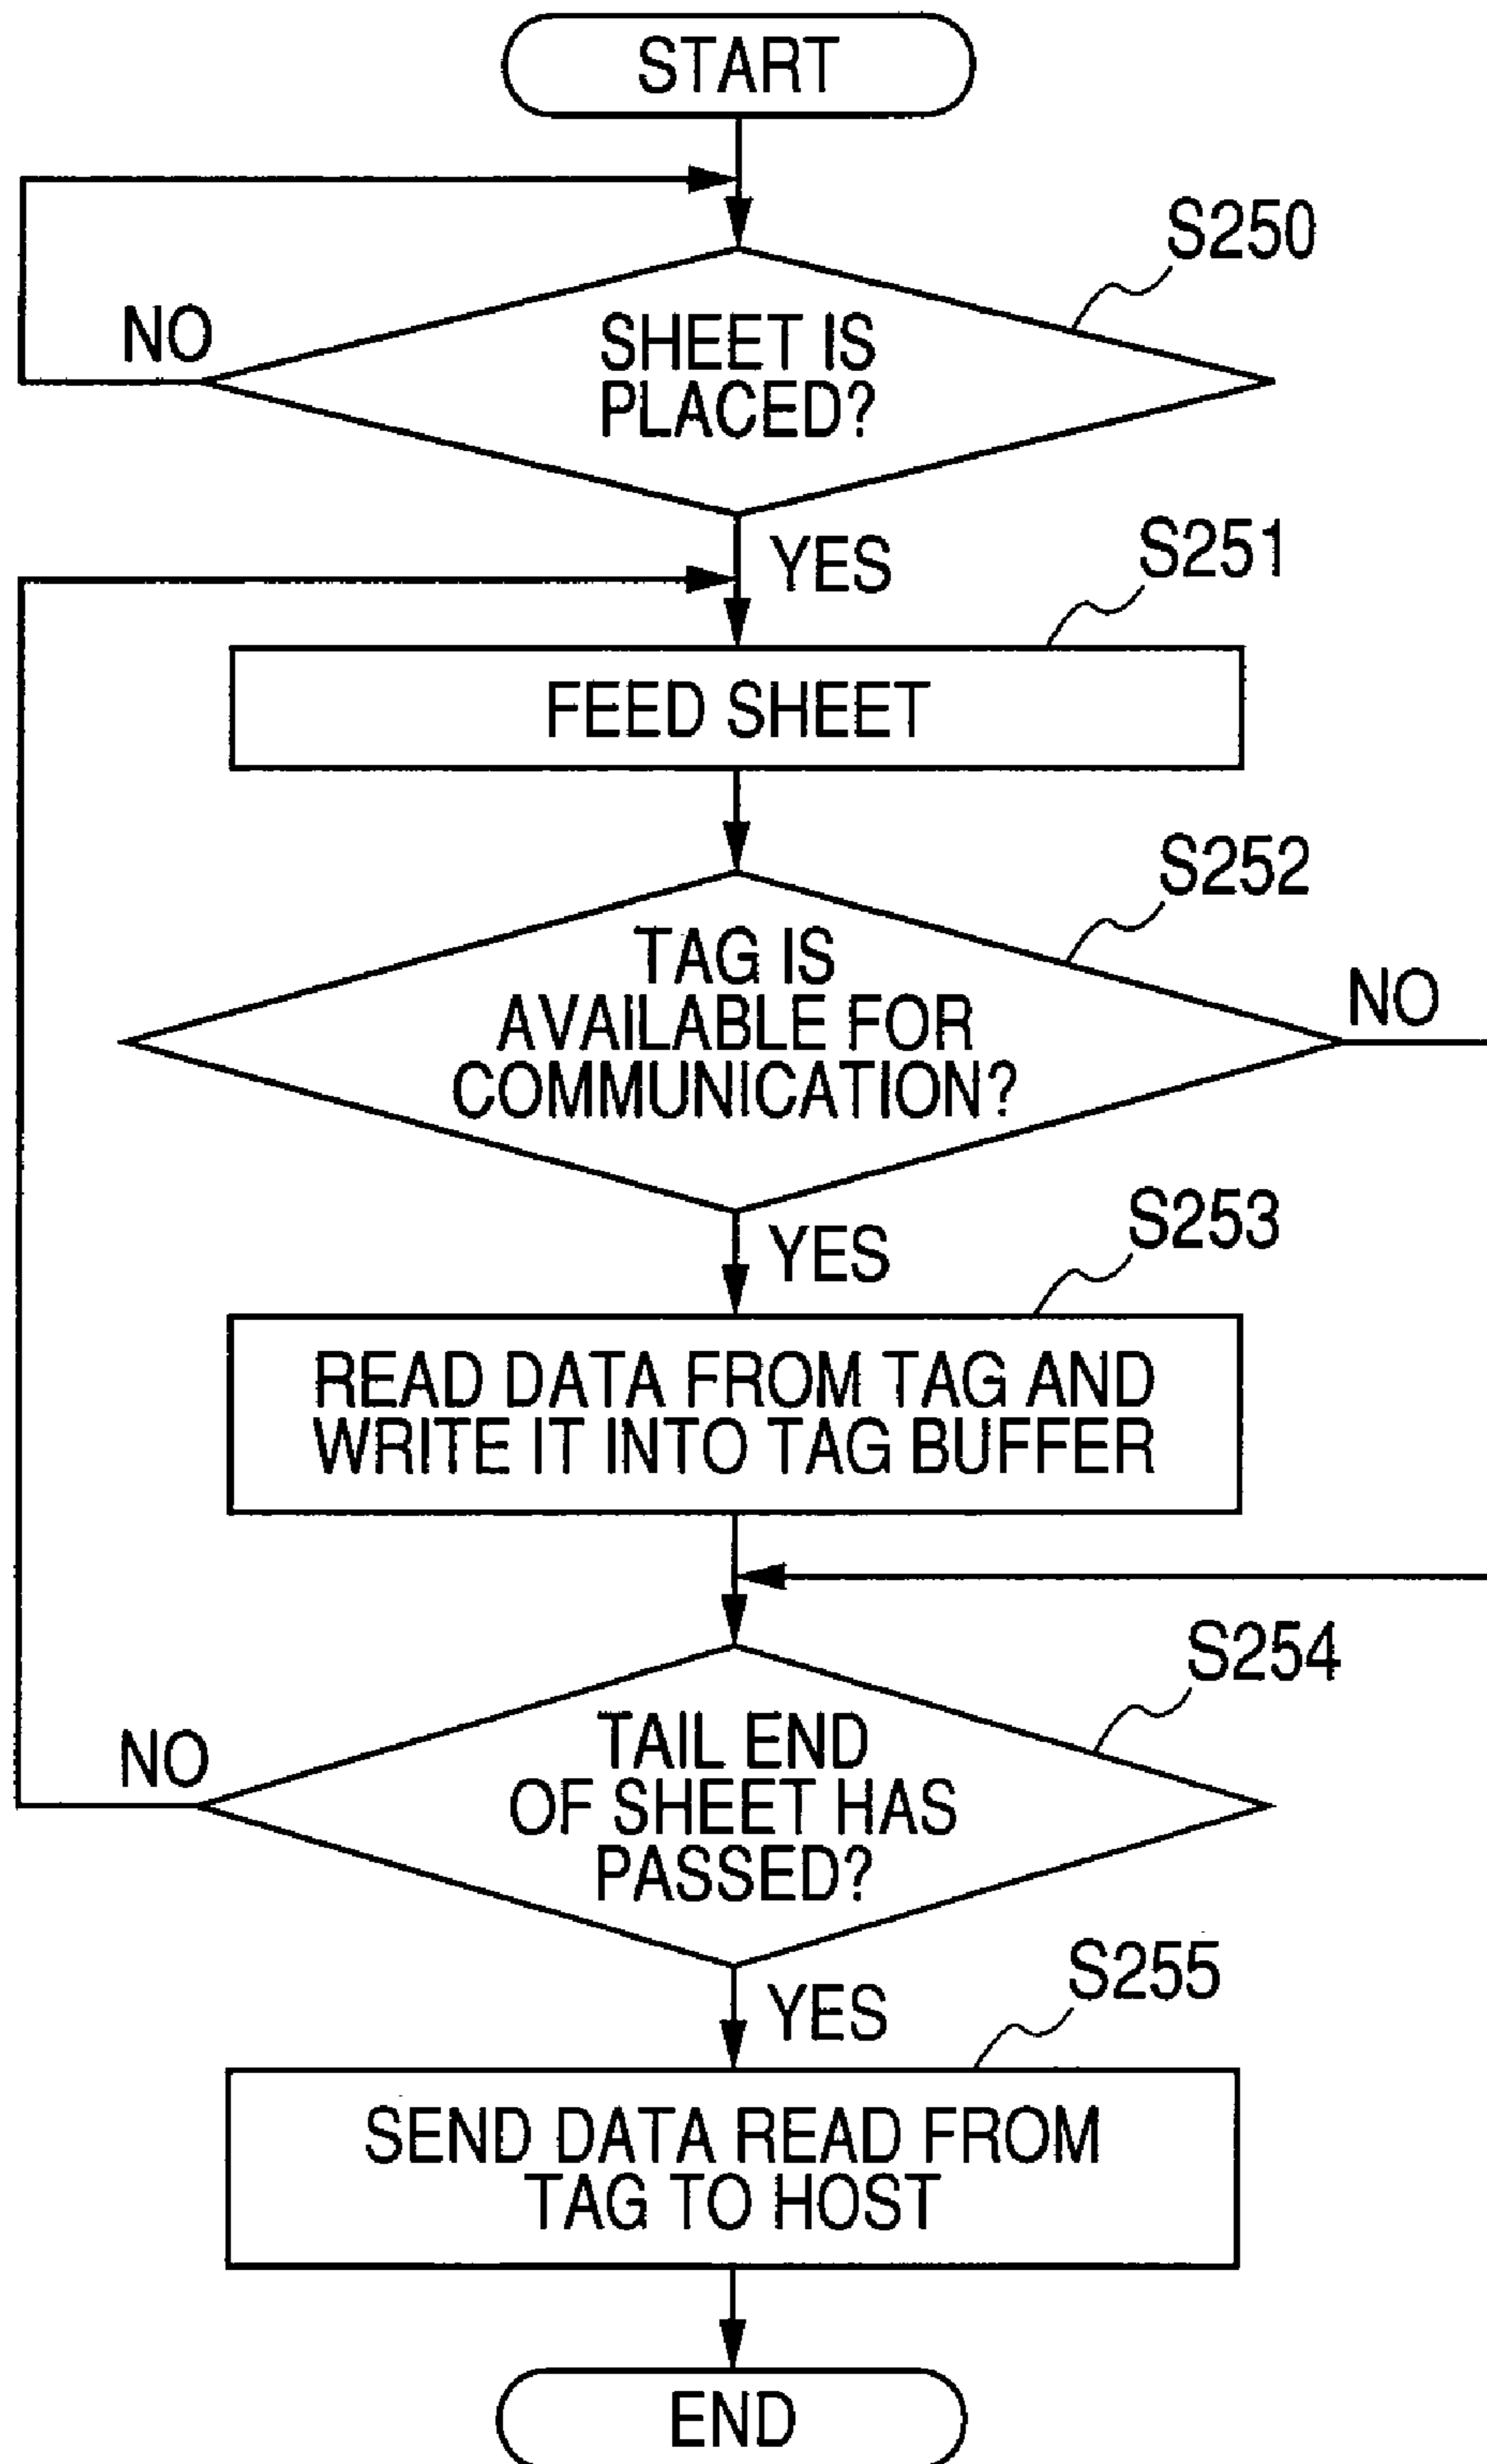 START
S250
NO
SHEET IS
PLACED?
YES
S251
FEED SHEET
S252
TAG IS
AVAILABLE FOR
COMMUNICATION?
NO
YES
S253
READ DATA FROM TAG AND
WRITE IT INTO TAG BUFFER
S254
NO
TAIL END
OF SHEET HAS
PASSED?
YES
S255
SEND DATA READ FROM
TAG TO HOST
END